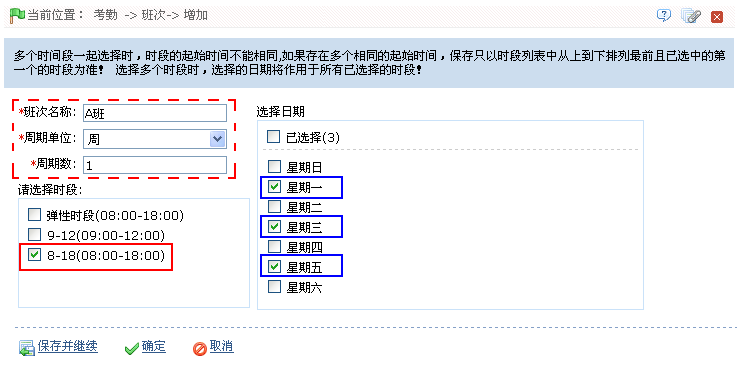 当前位置： 考勤 -> 班次-> 增加
多个时间段一起选择时，时段的起始时间不能相同,如果存在多个相同的起始时间，保存只以时段列表中从上到下排列最前且已选中的第
一个的时段为准！ 选择多个时段时，选择的日期将作用于所有已选择的时段！
*班次名称: A班
*周期单位: 周
*周期数: 1
请选择时段:
弹性时段(08:00-18:00)
9-12(09:00-12:00)
8-18(08:00-18:00)
选择日期
已选择(3)
星期日
星期一
星期二
星期三
星期四
星期五
星期六
保存并继续 确定 取消